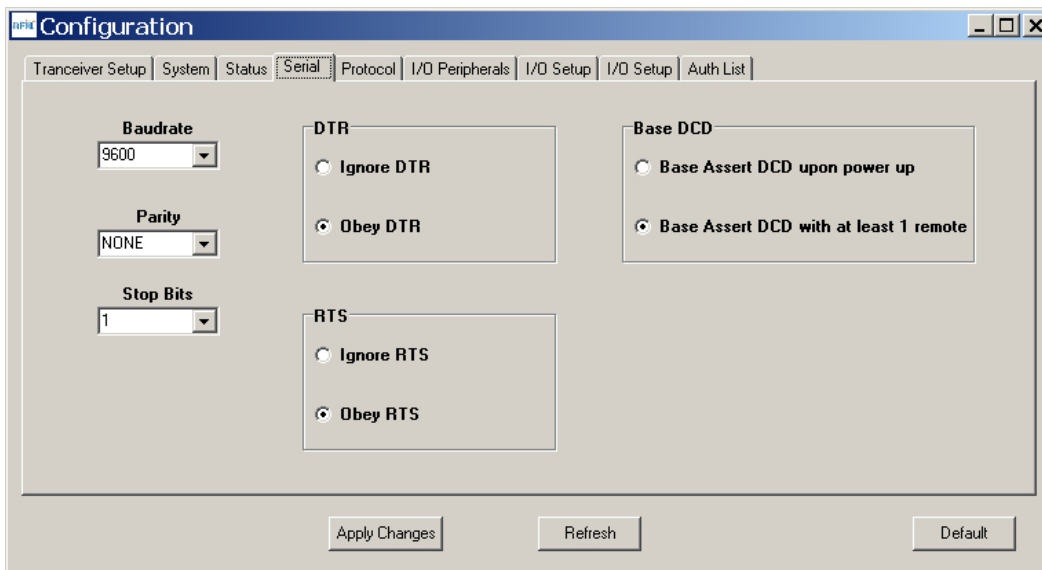 Configuration
Tranceiver Setup System Status Serial Protocol I/O Peripherals I/O Setup I/O Setup Auth List
Baudrate
9600
Parity
NONE
Stop Bits
1
DTR
Ignore DTR
Obey DTR
RTS
Ignore RTS
Obey RTS
Base DCD
Base Assert DCD upon power up
Base Assert DCD with at least 1 remote
Apply Changes Refresh Default